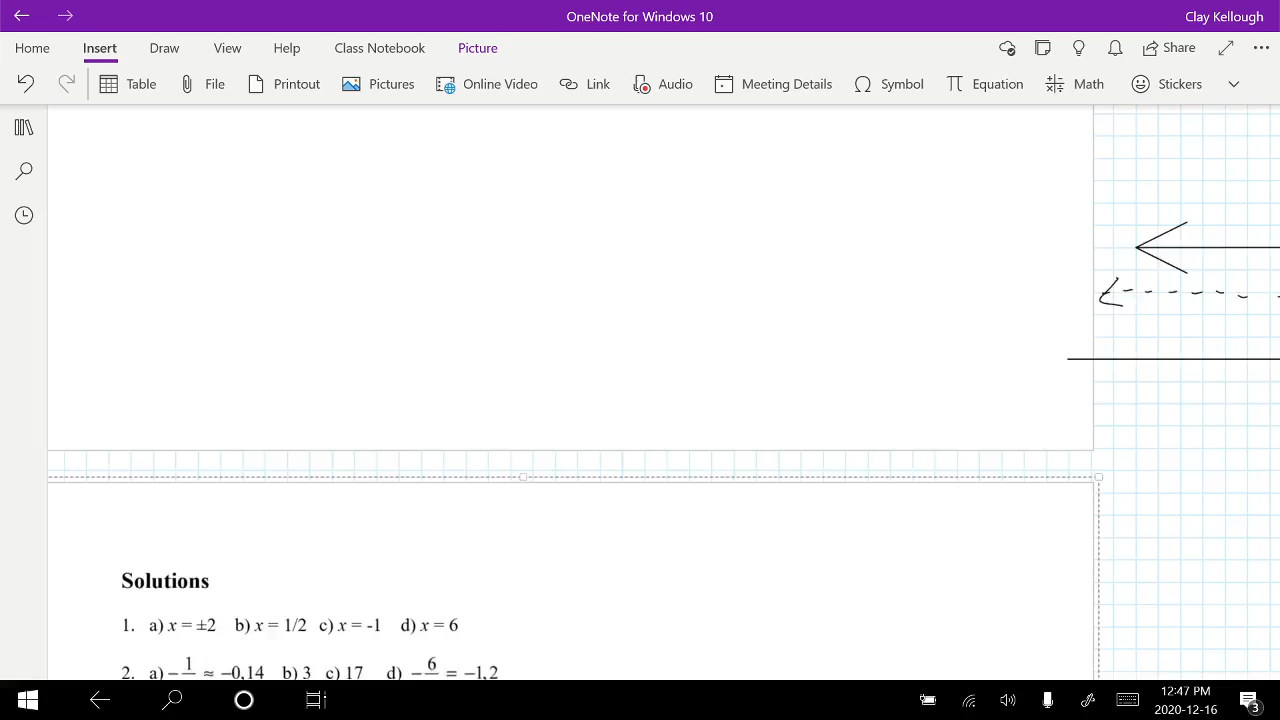 OneNote for Windows 10
Clay Kellough
Home Insert Draw View Help Class Notebook Picture Share
Table File Printout Pictures Online Video Link Audio Meeting Details Symbol Equation Math Stickers
Solutions
1. a) x = ±2 b) x = 1/2 c) x = -1 d) x = 6
2. a) – 1 ≈ –0,14 b) 3 c) 17 d) – 6 = –1,2
12:47 PM
2020-12-16
3